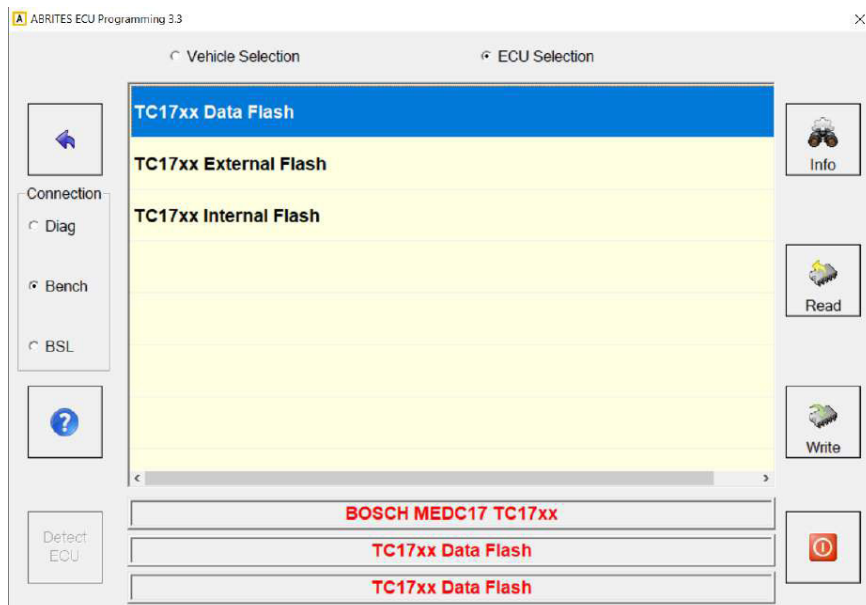 A ABRITES ECU Programming 3.3
Vehicle Selection
ECU Selection
TC17xx Data Flash
TC17xx External Flash
TC17xx Internal Flash
Connection
Diag
Bench
BSL
?
Detect
ECU
Info
Read
Write
BOSCH MEDC17 TC17xx
TC17xx Data Flash
TC17xx Data Flash